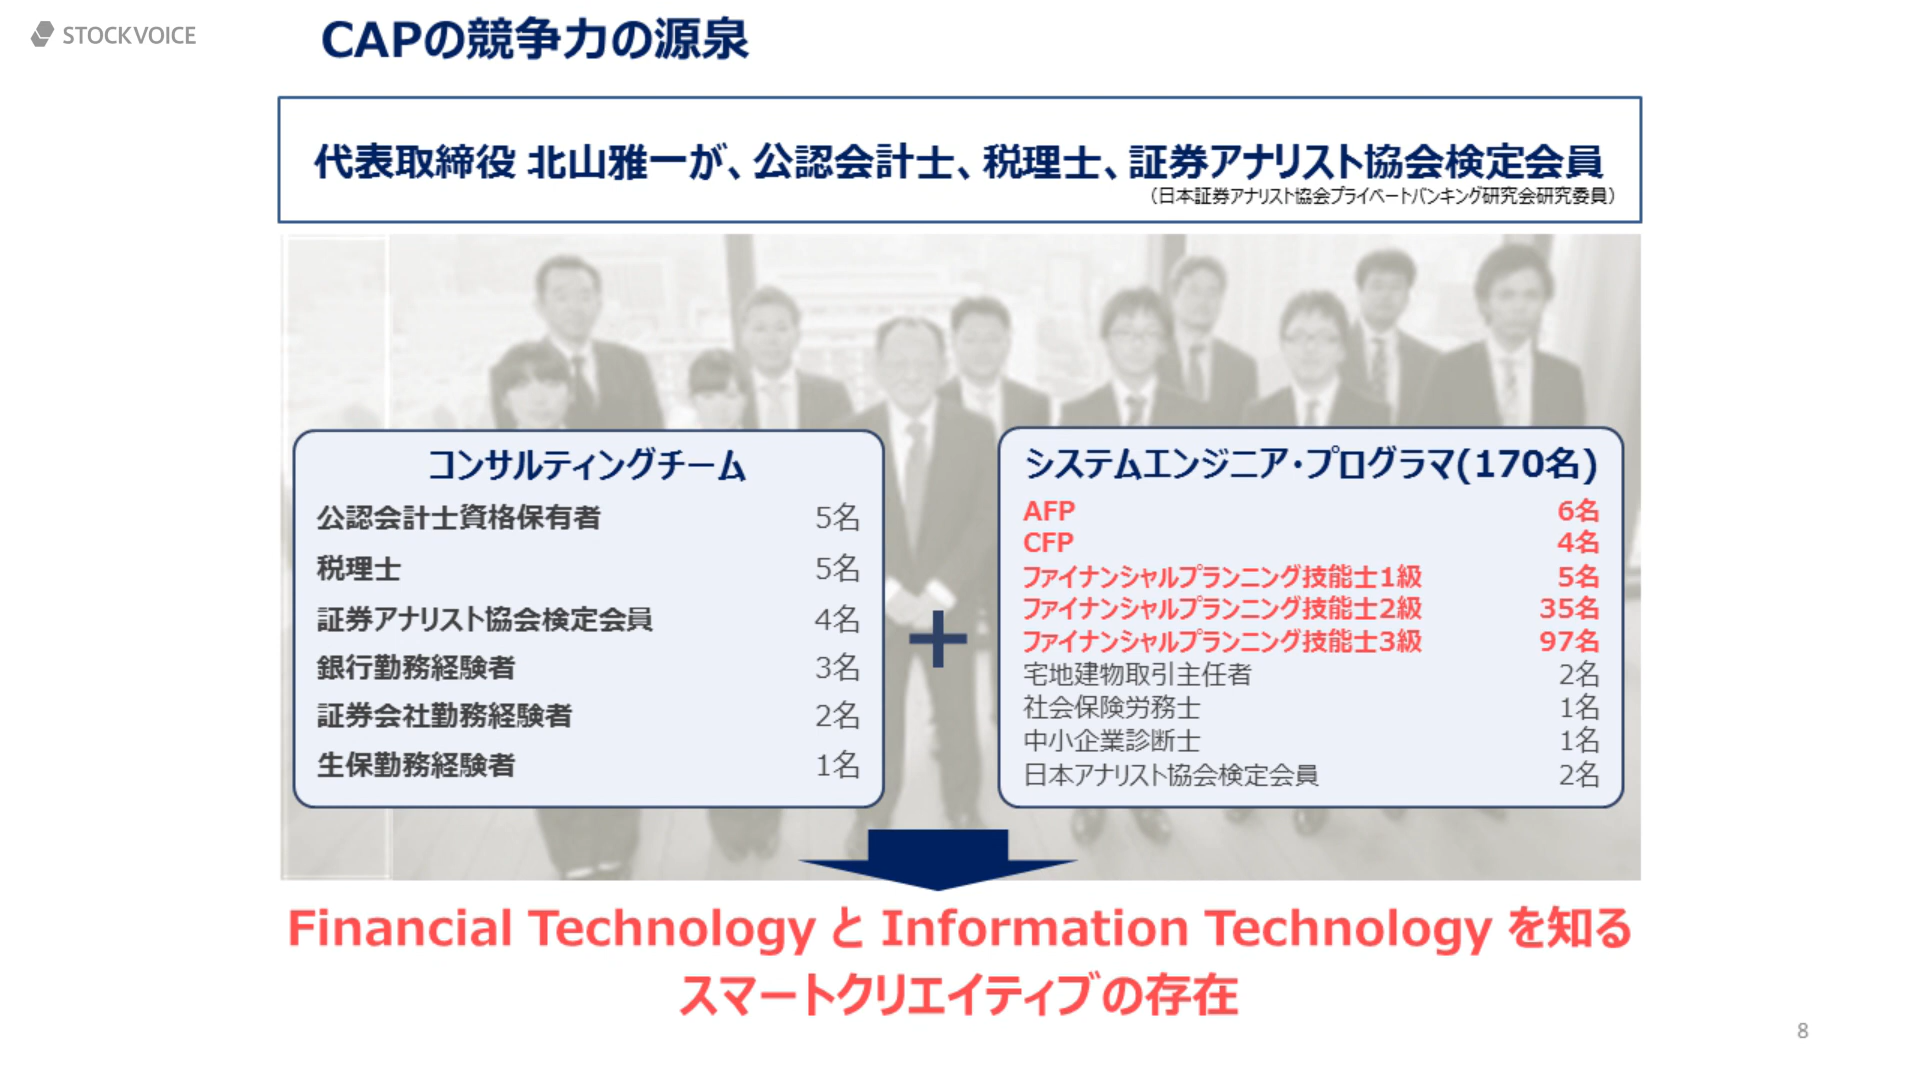 STOCKVOICE
CAPの競争力の源泉
代表取締役 北山雅一が、公認会計士、税理士、証券アナリスト協会検定会員
（日本証券アナリスト協会プライベートバンキング研究会研究委員）
コンサルティングチーム
公認会計士資格保有者 5名
税理士 5名
証券アナリスト協会検定会員 4名
銀行勤務経験者 3名
証券会社勤務経験者 2名
生保勤務経験者 1名
+
システムエンジニア・プログラマ(170名)
AFP 6名
CFP 4名
ファイナンシャルプランニング技能士1級 5名
ファイナンシャルプランニング技能士2級 35名
ファイナンシャルプランニング技能士3級 97名
宅地建物取引主任者 2名
社会保険労務士 1名
中小企業診断士 1名
日本アナリスト協会検定会員 2名
Financial Technology と Information Technology を知る
スマートクリエイティブの存在
8